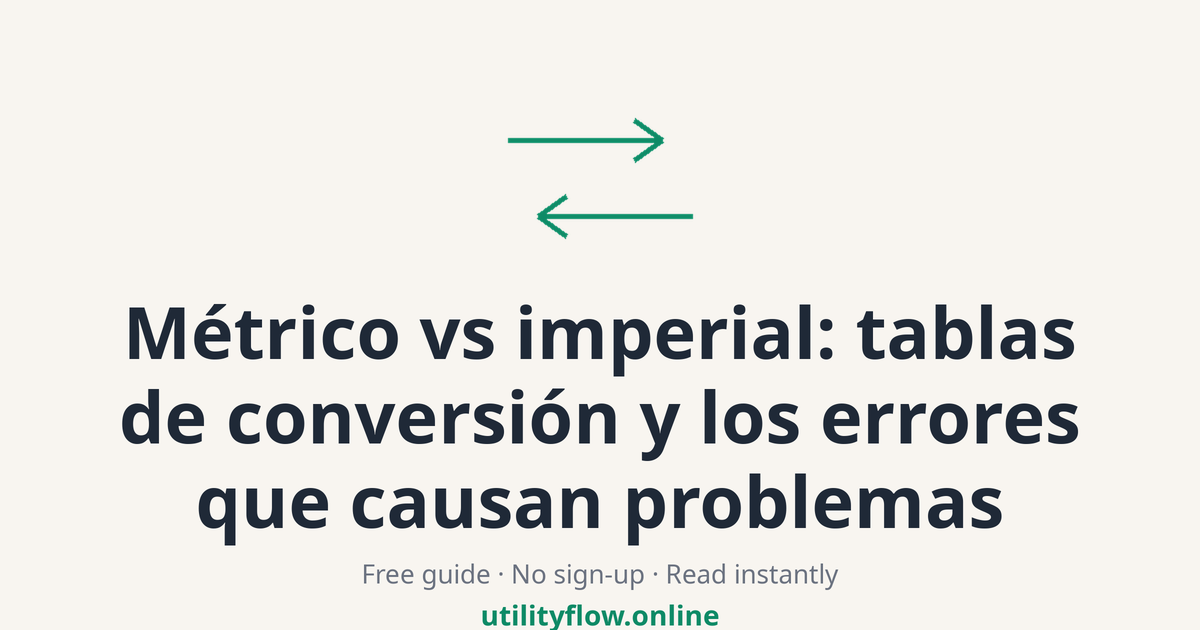 Métrico vs imperial: tablas
de conversión y los errores
que causan problemas
Free guide · No sign-up · Read instantly
utilityflow.online